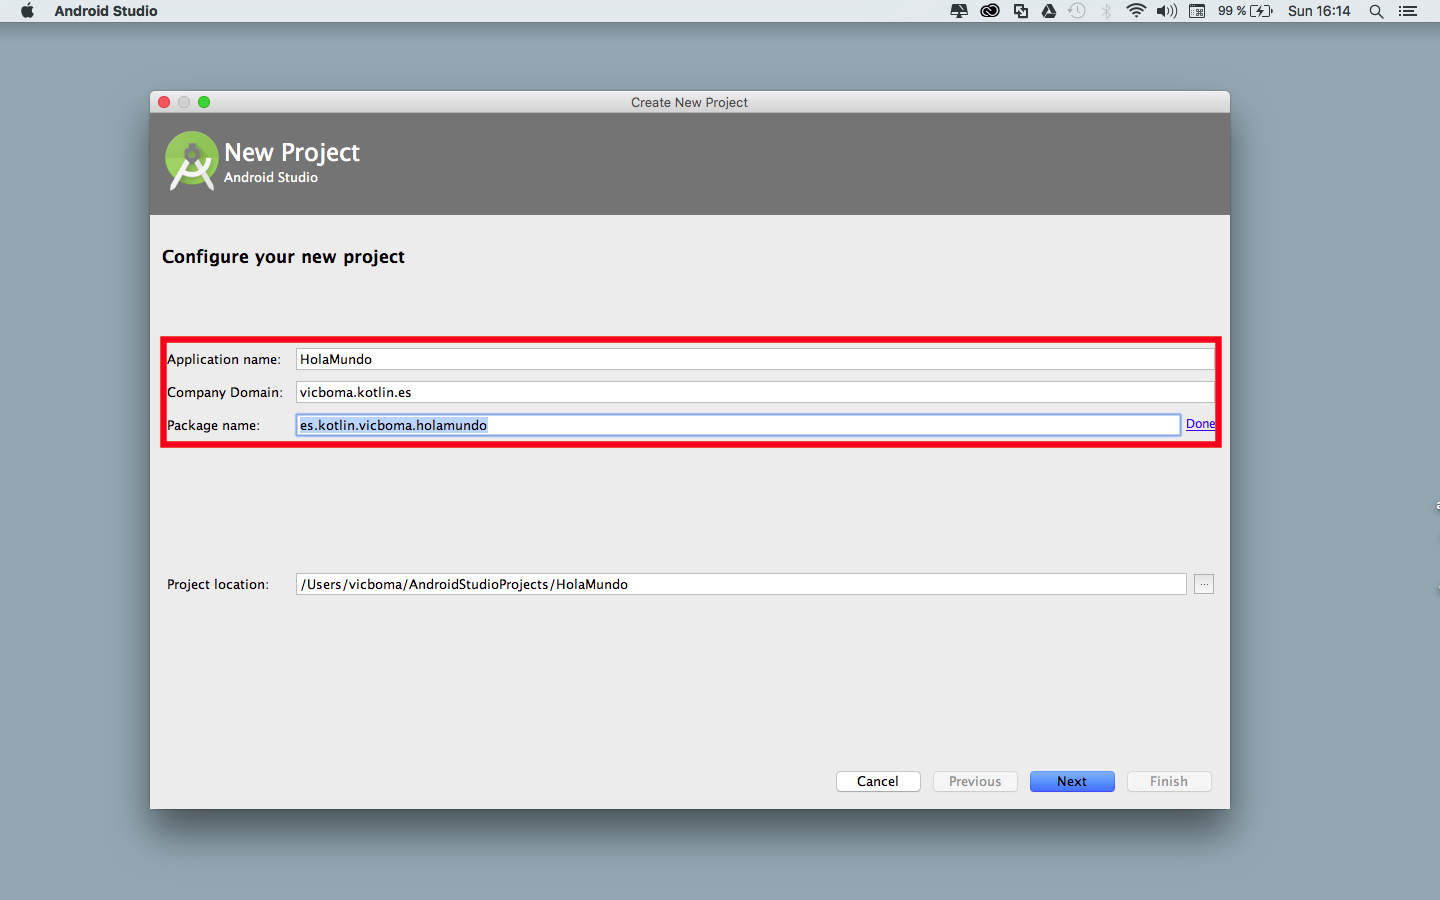 Android Studio 99 % Sun 16:14
Create New Project
New Project
Android Studio
Configure your new project
Application name: HolaMundo
Company Domain: vicboma.kotlin.es
Package name: es.kotlin.vicboma.holamundo Done
Project location: /Users/vicboma/AndroidStudioProjects/HolaMundo ...
Cancel Previous Next Finish